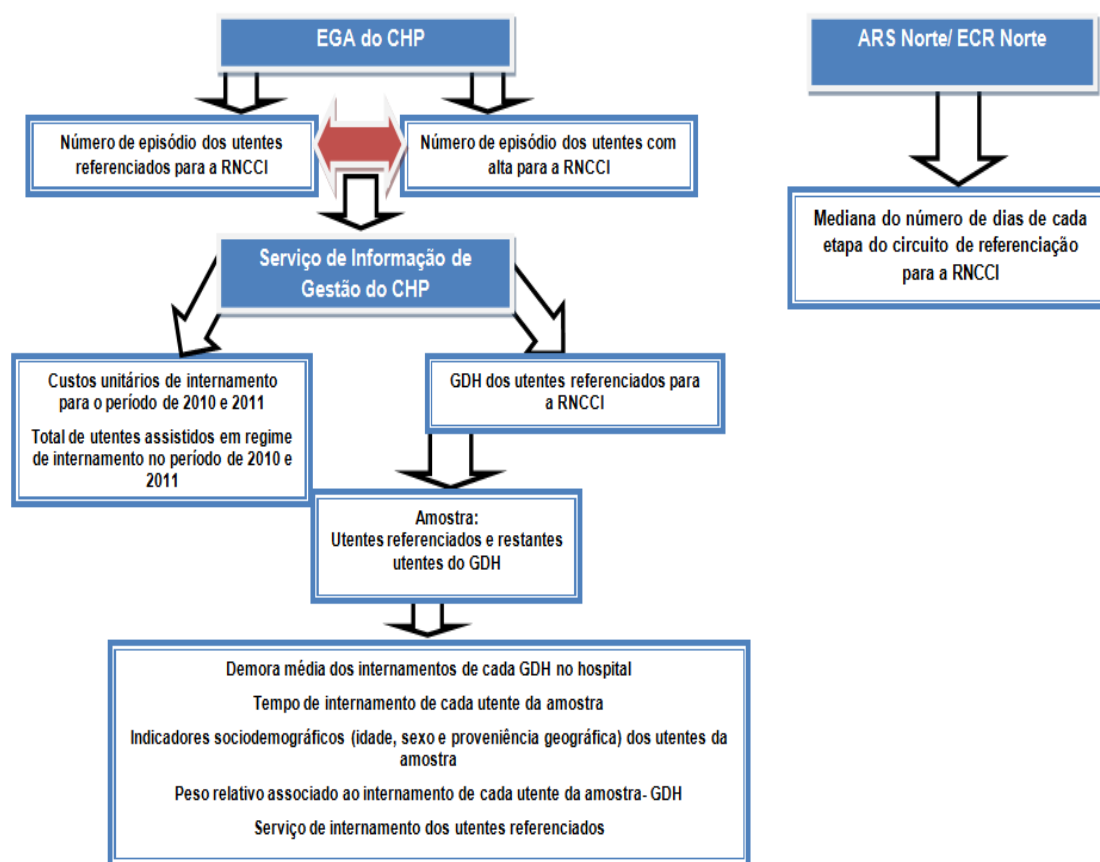 EGA do CHP
ARS Norte/ ECR Norte
Número de episódio dos utentes
referenciados para a RNCCI
Número de episódio dos utentes com
alta para a RNCCI
Mediana do número de dias de cada
etapa do circuito de referenciação
para a RNCCI
Serviço de Informação de
Gestão do CHP
Custos unitários de internamento
para o período de 2010 e 2011
Total de utentes assistidos em regime
de internamento no período de 2010 e
2011
GDH dos utentes referenciados para
a RNCCI
Amostra:
Utentes referenciados e restantes
utentes do GDH
Demora média dos internamentos de cada GDH no hospital
Tempo de internamento de cada utente da amostra
Indicadores sociodemográficos (idade, sexo e proveniência geográfica) dos utentes da
amostra
Peso relativo associado ao internamento de cada utente da amostra- GDH
Serviço de internamento dos utentes referenciados